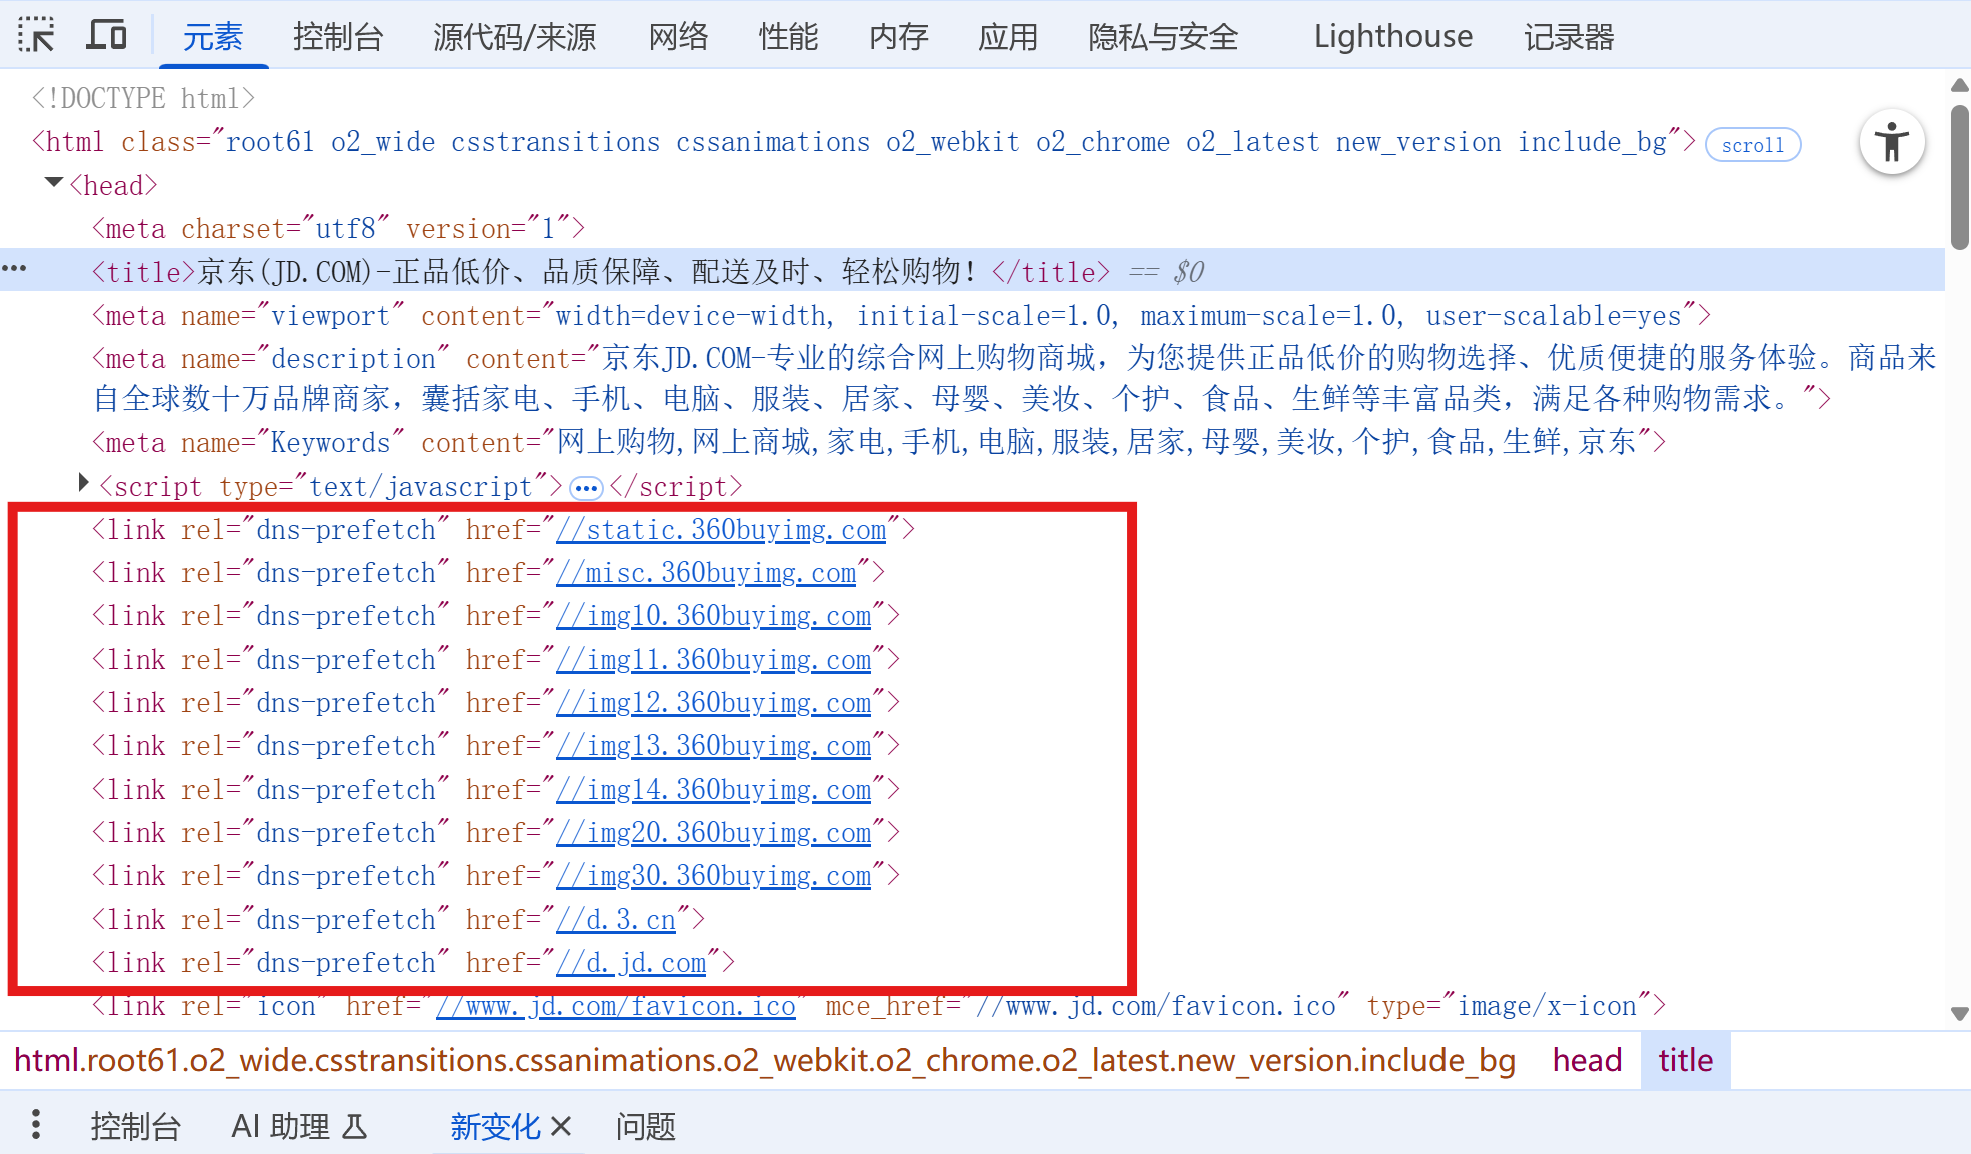 元素 控制台 源代码/来源 网络 性能 内存 应用 隐私与安全 Lighthouse 记录器
<!DOCTYPE html>
<html class="root61 o2_wide csstransitions cssanimations o2_webkit o2_chrome o2_latest new_version include_bg"> scroll
<head>
<meta charset="utf8" version="1">
<title>京东(JD.COM)-正品低价、品质保障、配送及时、轻松购物！</title> == $0
<meta name="viewport" content="width=device-width, initial-scale=1.0, maximum-scale=1.0, user-scalable=yes">
<meta name="description" content="京东JD.COM-专业的综合网上购物商城，为您提供正品低价的购物选择、优质便捷的服务体验。商品来
自全球数十万品牌商家，囊括家电、手机、电脑、服装、居家、母婴、美妆、个护、食品、生鲜等丰富品类，满足各种购物需求。">
<meta name="Keywords" content="网上购物,网上商城,家电,手机,电脑,服装,居家,母婴,美妆,个护,食品,生鲜,京东">
<script type="text/javascript">…</script>
<link rel="dns-prefetch" href="//static.360buyimg.com">
<link rel="dns-prefetch" href="//misc.360buyimg.com">
<link rel="dns-prefetch" href="//img10.360buyimg.com">
<link rel="dns-prefetch" href="//img11.360buyimg.com">
<link rel="dns-prefetch" href="//img12.360buyimg.com">
<link rel="dns-prefetch" href="//img13.360buyimg.com">
<link rel="dns-prefetch" href="//img14.360buyimg.com">
<link rel="dns-prefetch" href="//img20.360buyimg.com">
<link rel="dns-prefetch" href="//img30.360buyimg.com">
<link rel="dns-prefetch" href="//d.3.cn">
<link rel="dns-prefetch" href="//d.jd.com">
<link rel="icon" href="//www.jd.com/favicon.ico" mce_href="//www.jd.com/favicon.ico" type="image/x-icon">
html.root61.o2_wide.csstransitions.cssanimations.o2_webkit.o2_chrome.o2_latest.new_version.include_bg head title
控制台 AI 助理 新变化 问题